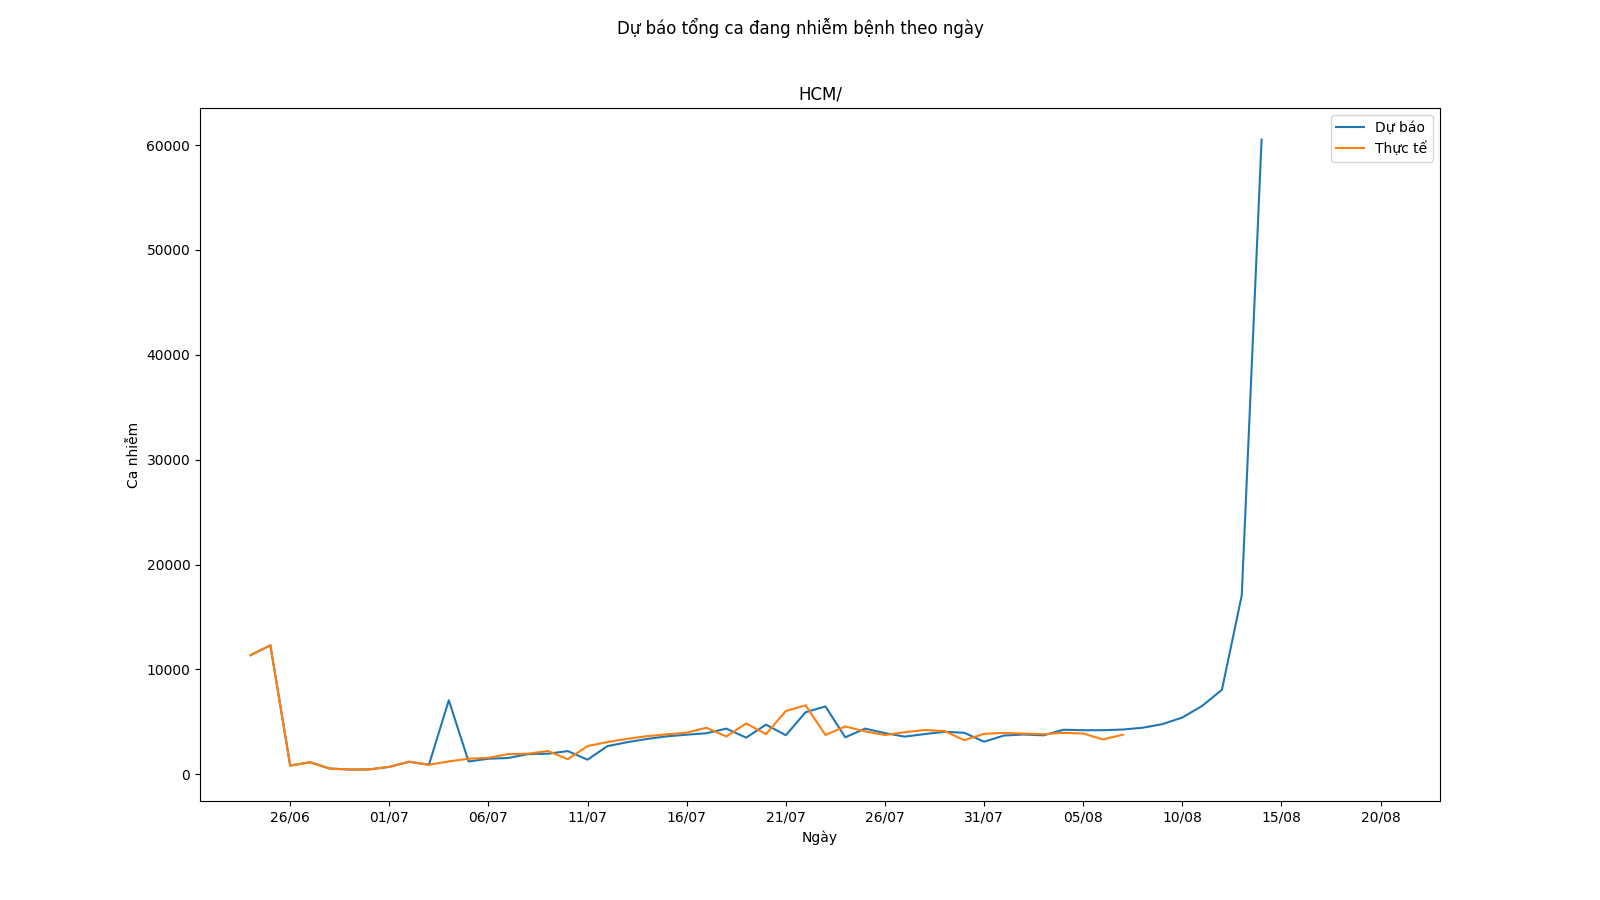 Dự báo tổng ca đang nhiễm bệnh theo ngày
HCM/
Dự báo
Thực tế
60000
50000
40000
30000
20000
10000
0
Ca nhiễm
26/06 01/07 06/07 11/07 16/07 21/07 26/07 31/07 05/08 10/08 15/08 20/08
Ngày